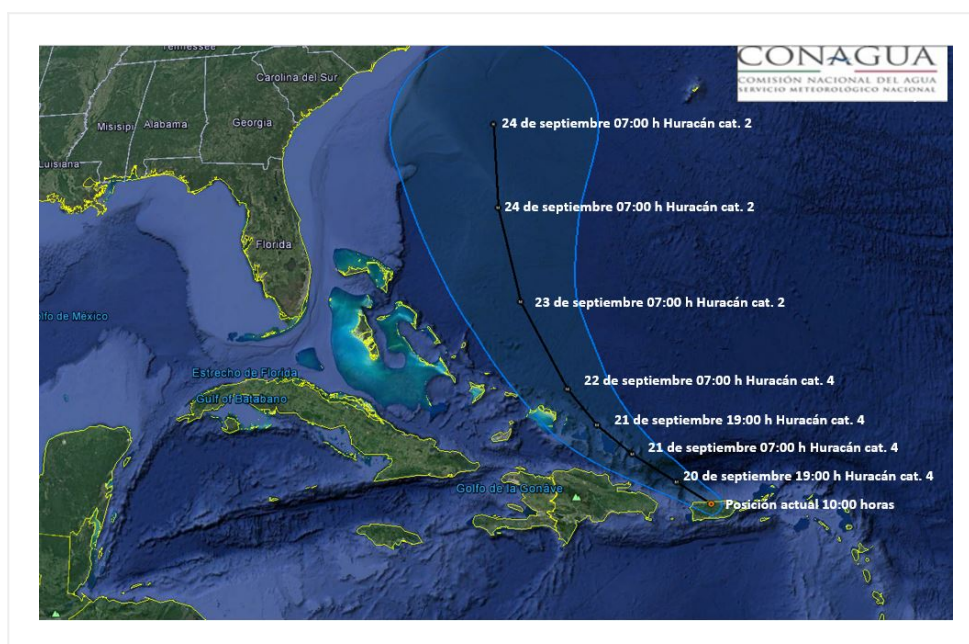 Tennessee
CONAGUA
COMISIÓN NACIONAL DEL AGUA
SERVICIO METEOROLÓGICO NACIONAL
Carolina del Sur
Misisipi
Alabama
Georgia
Luisiana
24 de septiembre 07:00 h Huracán cat. 2
24 de septiembre 07:00 h Huracán cat. 2
Florida
23 de septiembre 07:00 h Huracán cat. 2
olfo de México
Estrecho de Florida
22 de septiembre 07:00 h Huracán cat. 4
Gulf of Batabano
21 de septiembre 19:00 h Huracán cat. 4
21 de septiembre 07:00 h Huracán cat. 4
20 de septiembre 19:00 h Huracán cat. 4
Golfo de la Gonave
Posición actuál 10:00 horas